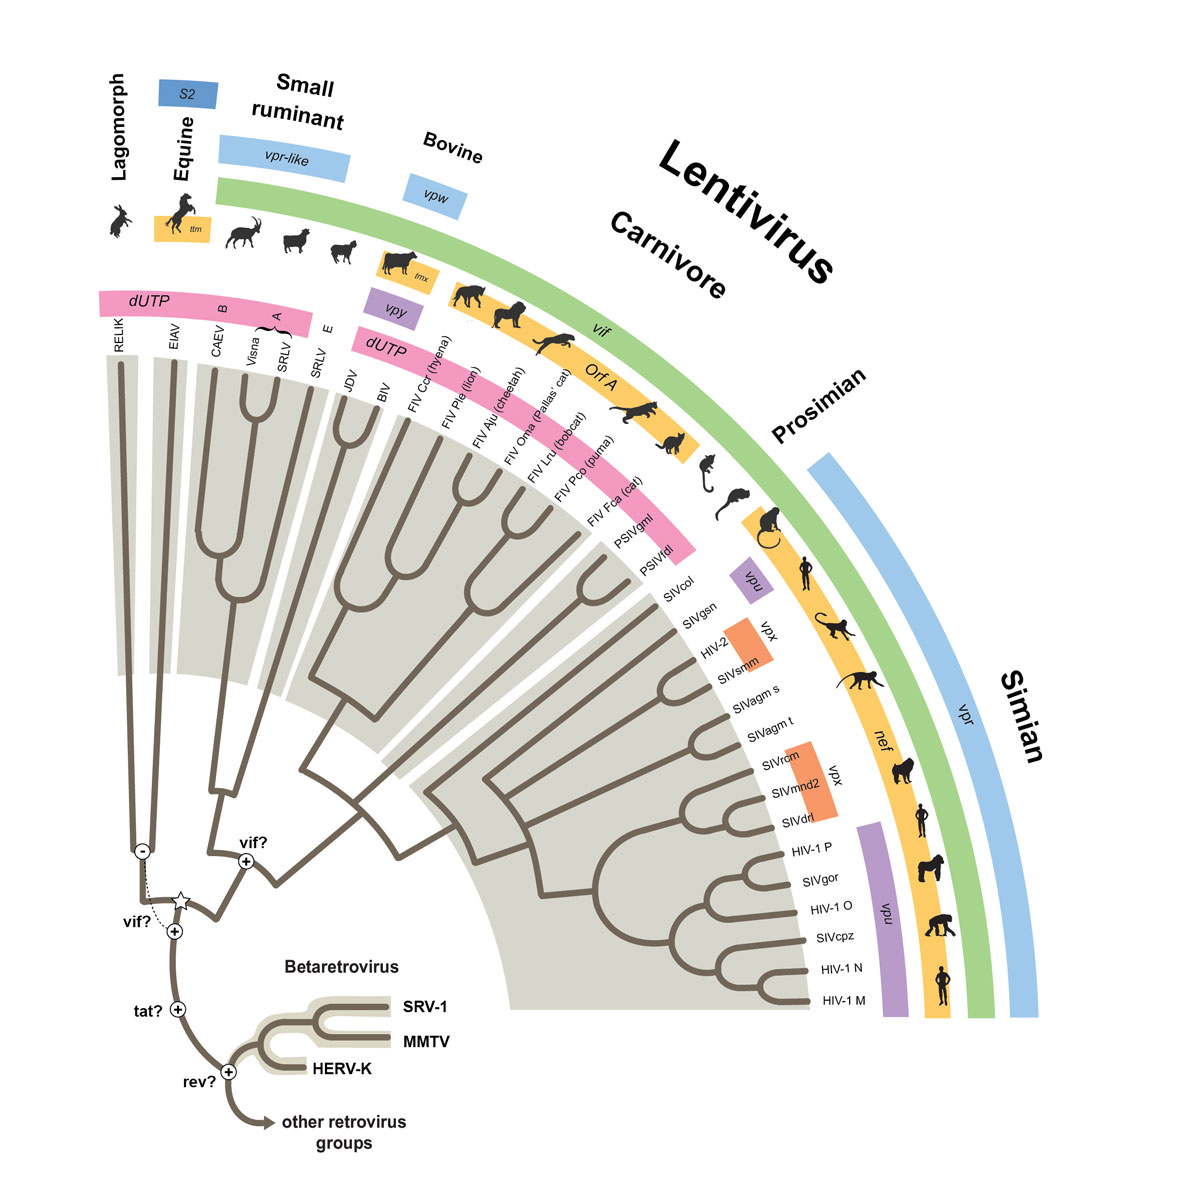 Lentivirus
Lagomorph
Equine
Small
ruminant
Bovine
Carnivore
Prosimian
Simian
S2
vpr-like
vpw
vif
vpr
ttm
tmx
Orf A
nef
vpy
vpu
vpx
vpx
vpu
dUTP
B
A
E
dUTP
RELIK
EIAV
CAEV
Visna
SRLV
SRLV
JDV
BIV
FIV Ccr (hyena)
FIV Ple (lion)
FIV Aju (cheetah)
FIV Oma (Pallas' cat)
FIV Lru (bobcat)
FIV Pco (puma)
FIV Fca (cat)
PSIVgml
PSIVfdl
SIVcol
SIVgsn
HIV-2
SIVsmm
SIVagm s
SIVagm t
SIVrcm
SIVmnd2
SIVdrl
HIV-1 P
SIVgor
HIV-1 O
SIVcpz
HIV-1 N
HIV-1 M
-
vif?
+
vif?
+
tat?
+
rev?
+
Betaretrovirus
SRV-1
MMTV
HERV-K
other retrovirus
groups